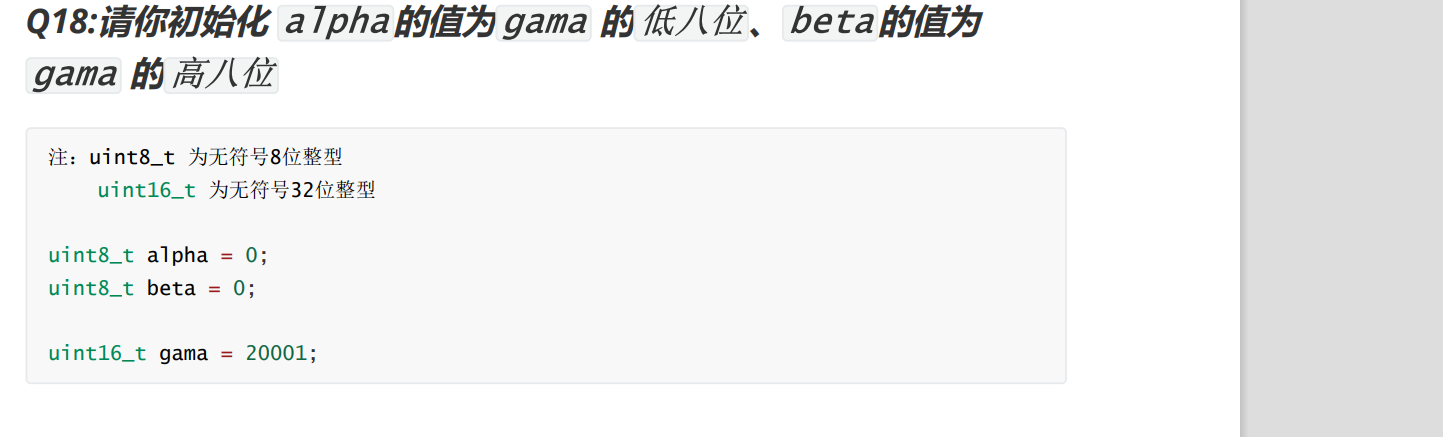 Q18:请你初始化 alpha的值为gama 的低八位、beta的值为
gama 的高八位
注：uint8_t 为无符号8位整型
uint16_t 为无符号32位整型
uint8_t alpha = 0;
uint8_t beta = 0;
uint16_t gama = 20001;